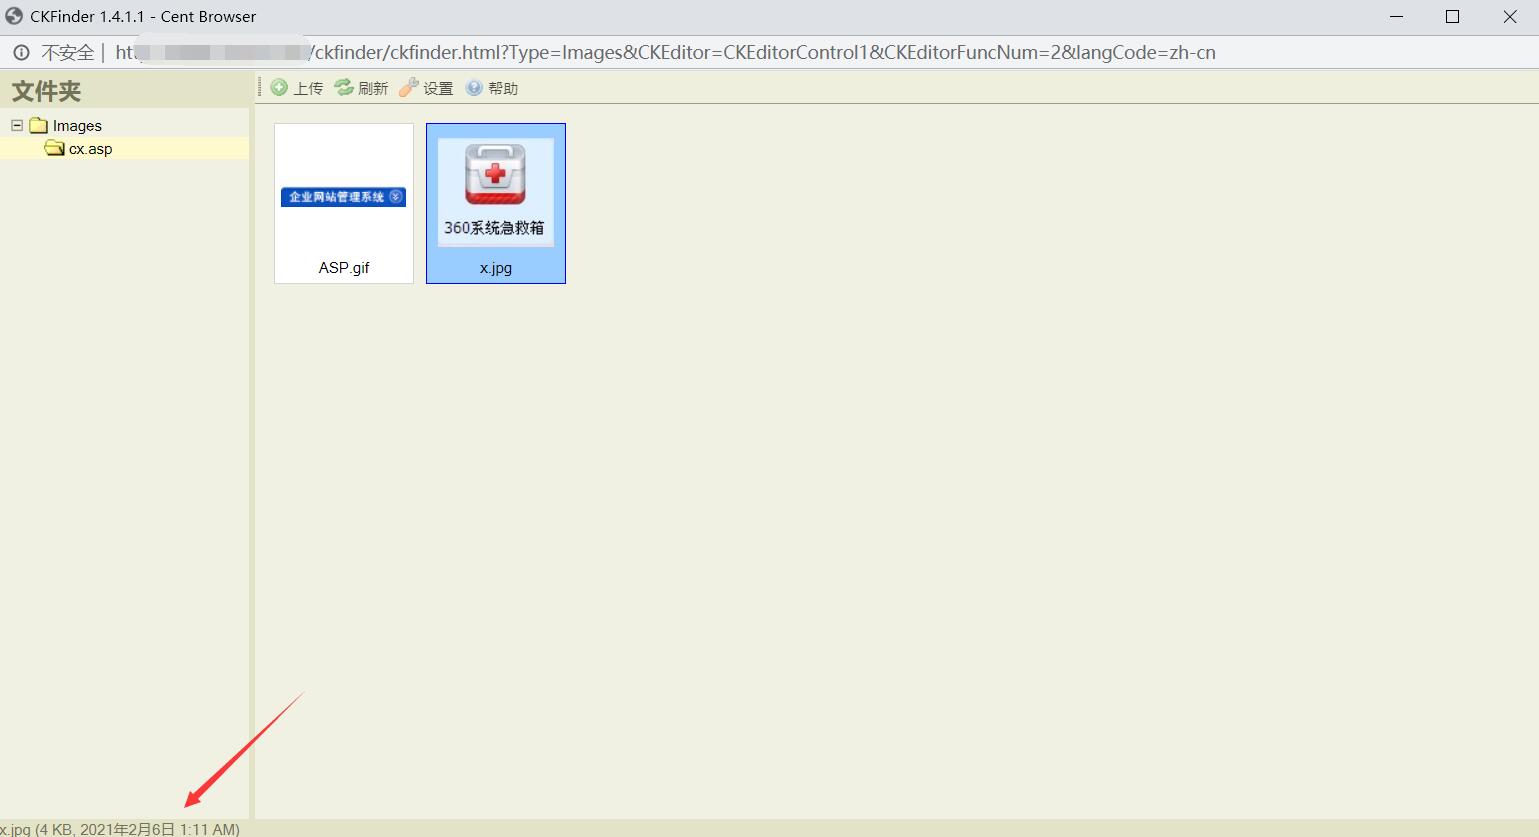 CKFinder 1.4.1.1 - Cent Browser
不安全 | ht /ckfinder/ckfinder.html?Type=Images&CKEditor=CKEditorControl1&CKEditorFuncNum=2&langCode=zh-cn
文件夹
上传 刷新 设置 帮助
Images
cx.asp
企业网站管理系统
ASP.gif
360系统急救箱
x.jpg
x.jpg (4 KB, 2021年2月6日 1:11 AM)